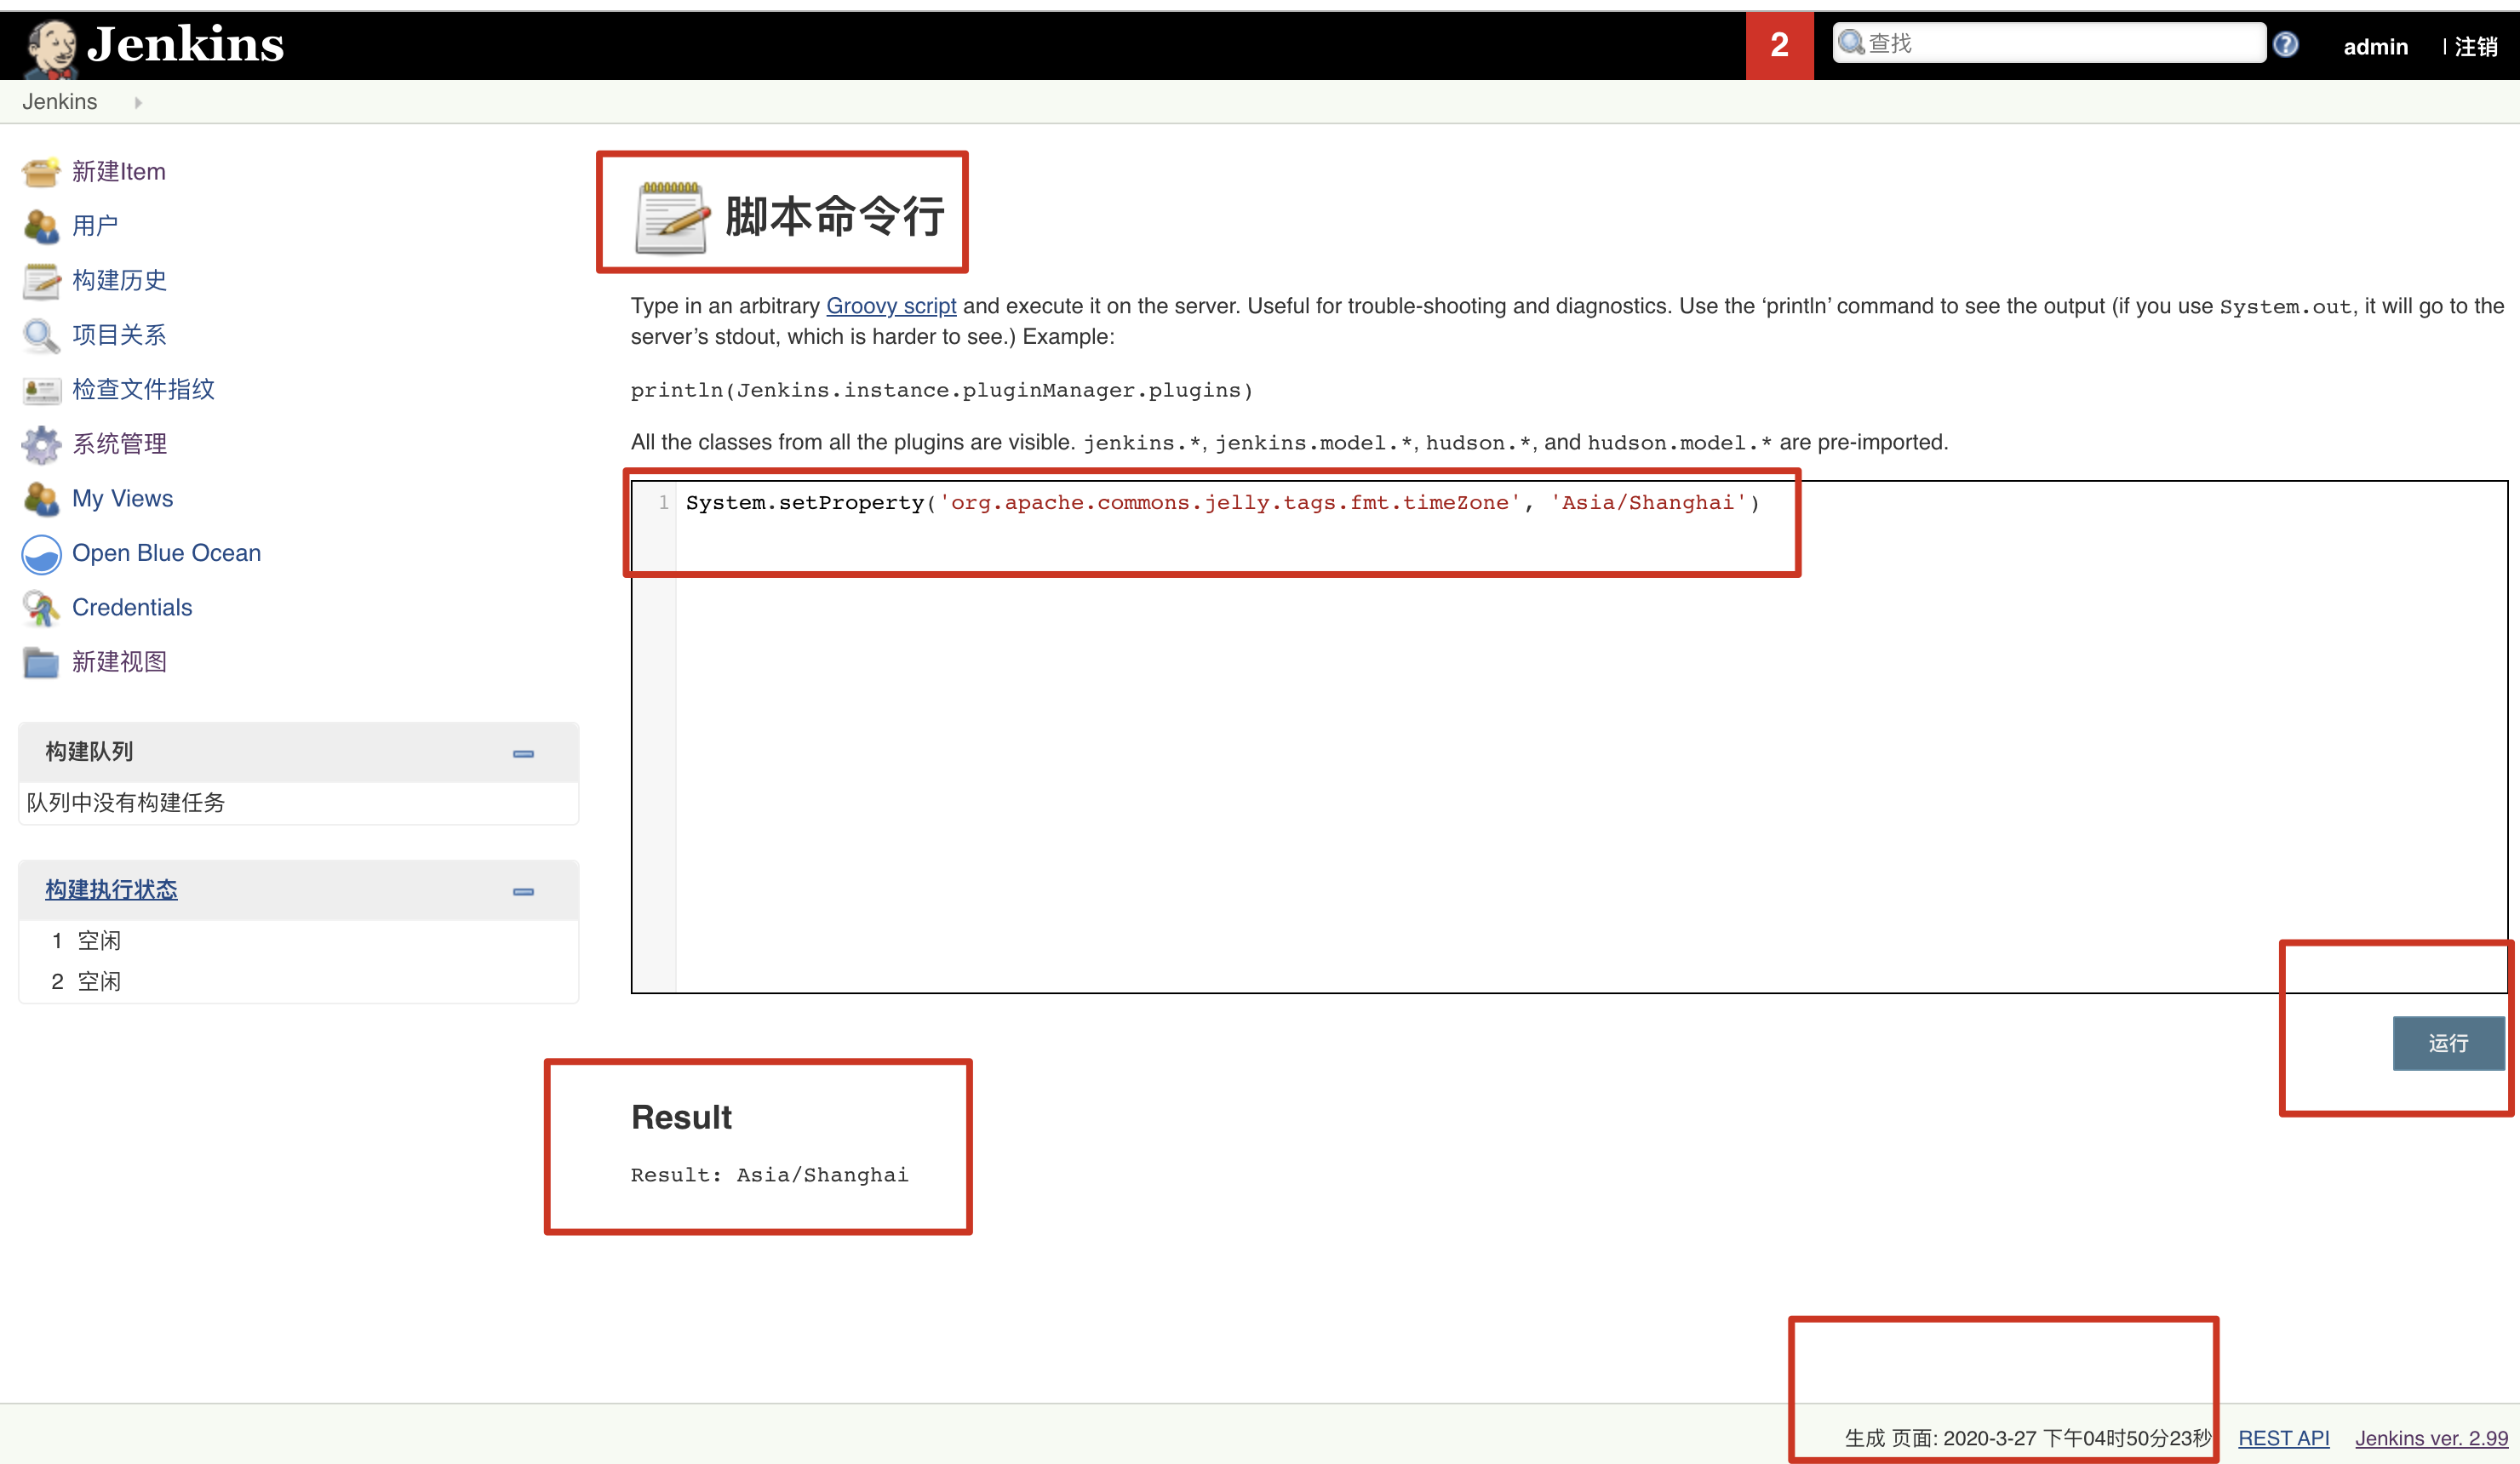 Jenkins
2
查找
admin
| 注销
Jenkins
新建Item
用户
构建历史
项目关系
检查文件指纹
系统管理
My Views
Open Blue Ocean
Credentials
新建视图
构建队列
队列中没有构建任务
构建执行状态
1 空闲
2 空闲
脚本命令行
Type in an arbitrary Groovy script and execute it on the server. Useful for trouble-shooting and diagnostics. Use the ‘println’ command to see the output (if you use System.out, it will go to the
server’s stdout, which is harder to see.) Example:
println(Jenkins.instance.pluginManager.plugins)
All the classes from all the plugins are visible. jenkins.*, jenkins.model.*, hudson.*, and hudson.model.* are pre-imported.
1 System.setProperty('org.apache.commons.jelly.tags.fmt.timeZone', 'Asia/Shanghai')
运行
Result
Result: Asia/Shanghai
生成 页面: 2020-3-27 下午04时50分23秒 REST API Jenkins ver. 2.99